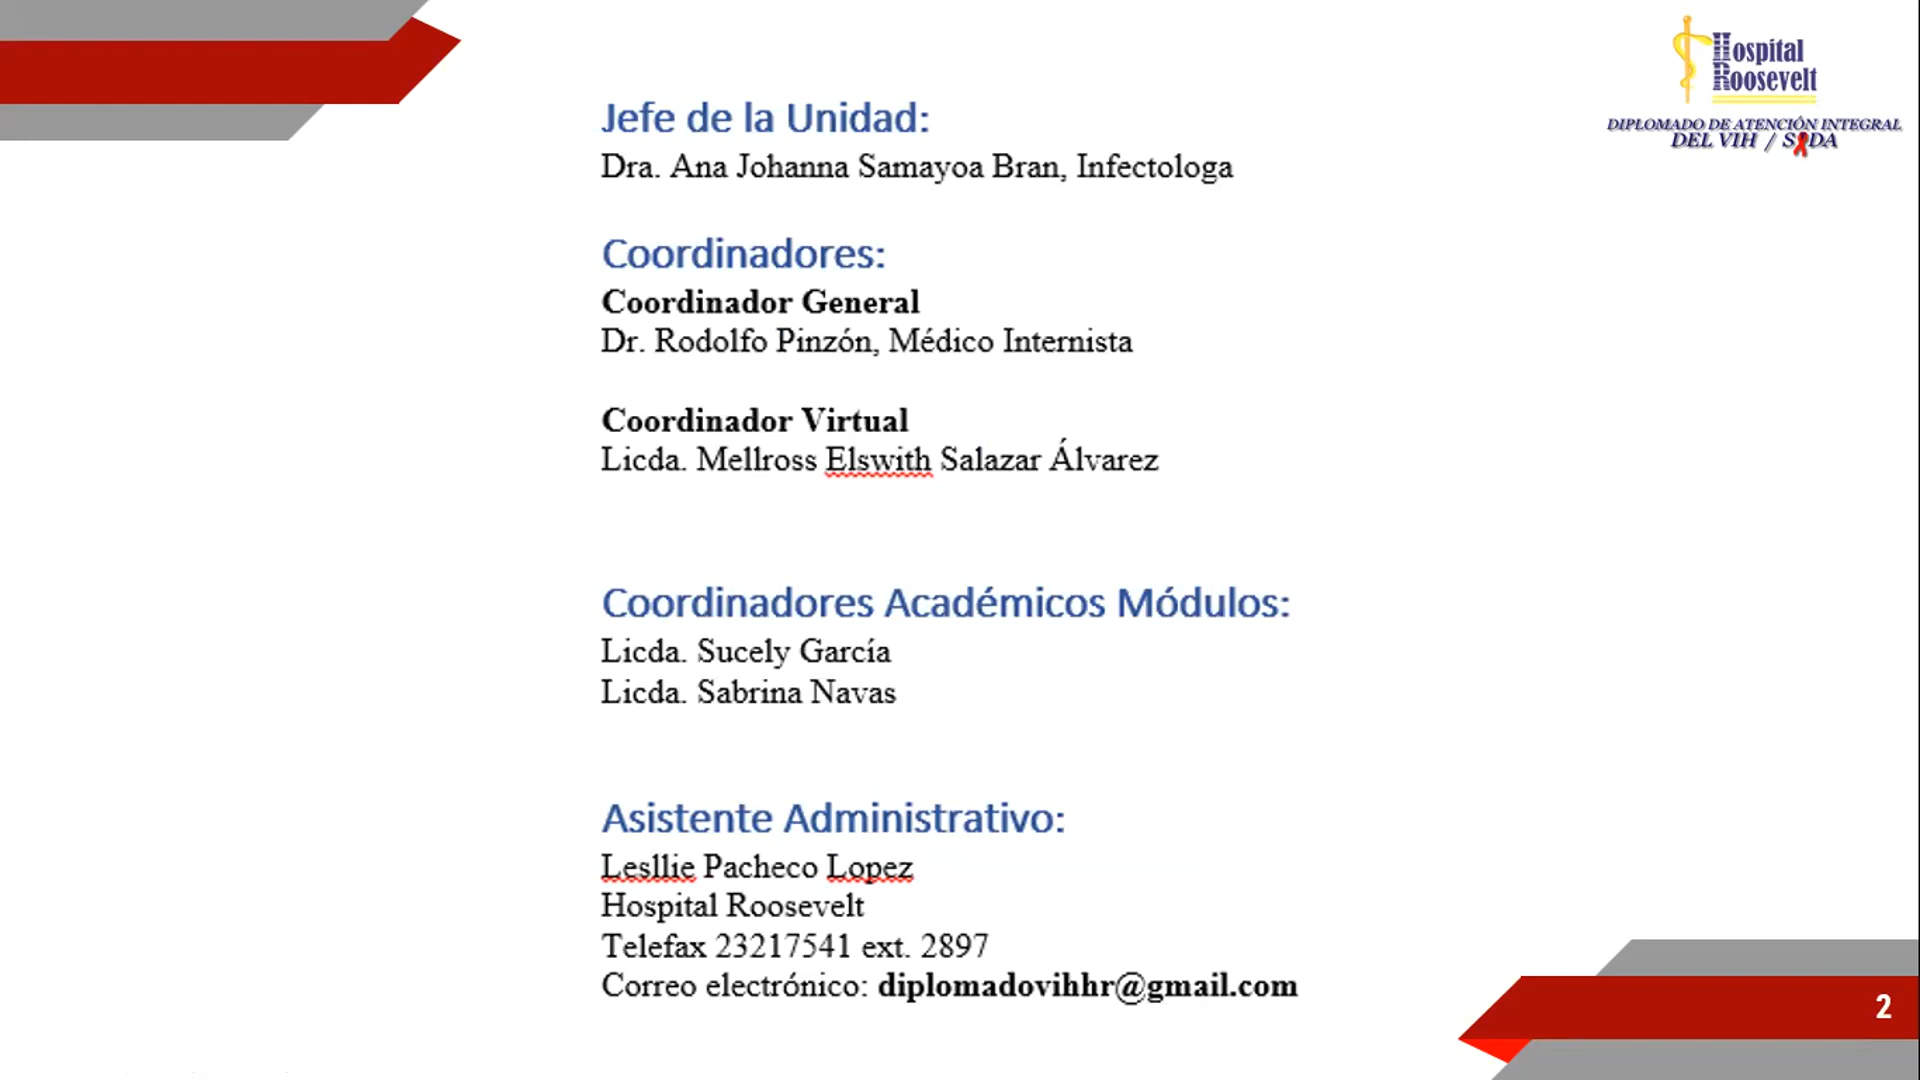 Hospital
Roosevelt
DIPLOMADO DE ATENCIÓN INTEGRAL
DEL VIH / SIDA
Jefe de la Unidad:
Dra. Ana Johanna Samayoa Bran, Infectologa
Coordinadores:
Coordinador General
Dr. Rodolfo Pinzón, Médico Internista
Coordinador Virtual
Licda. Mellross Elswith Salazar Álvarez
Coordinadores Académicos Módulos:
Licda. Sucely García
Licda. Sabrina Navas
Asistente Administrativo:
Lesllie Pacheco Lopez
Hospital Roosevelt
Telefax 23217541 ext. 2897
Correo electrónico: diplomadovihhr@gmail.com
2